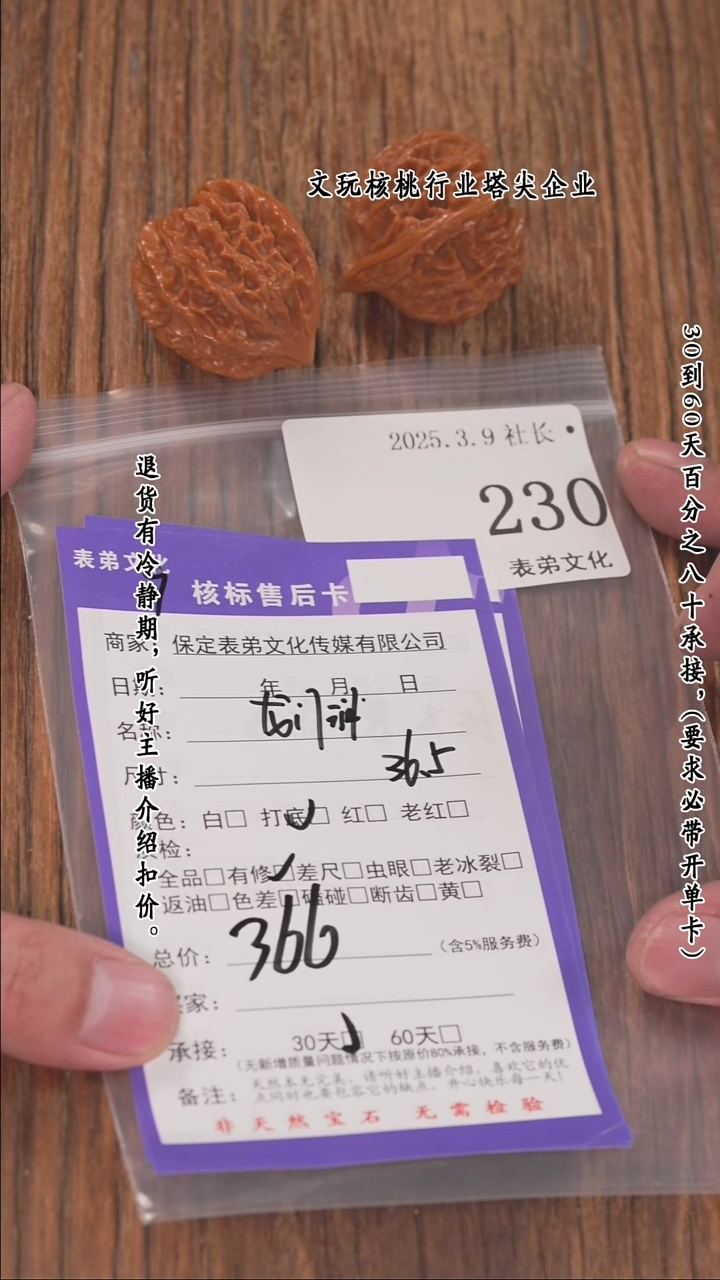 文玩核桃行业塔尖企业
30到60天百分之八十承接,(要求必带开单卡)
退货有冷静期;听好主播介绍扣价。
2025.3.9 社长
230
表弟文化
表弟文化
核标售后卡
商家: 保定表弟文化传媒有限公司
日期: 年 月 日
名称:
尺寸: 36.5
颜色: 白□ 打底□ 红□ 老红□
质检:
全品□有修□差尺□虫眼□老冰裂□
返油□色差□磕碰□断齿□黄□
总价: 366 (含5%服务费)
买家:
承接: 30天□ 60天□
(无新增质量问题情况下按原价80%承接,不含服务费)
备注: 天然本无完美,请听好主播介绍,喜欢它的优
点同时也要包容它的缺点,开心快乐每一天!
非天然宝石 无需检验